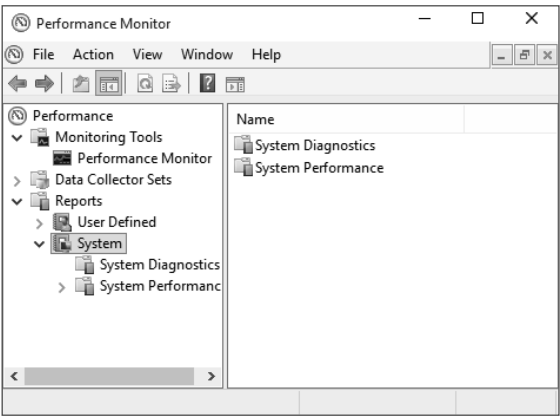 Performance Monitor
File Action View Window Help
Performance
Monitoring Tools
Performance Monitor
Data Collector Sets
Reports
User Defined
System
System Diagnostics
System Performanc
Name
System Diagnostics
System Performance